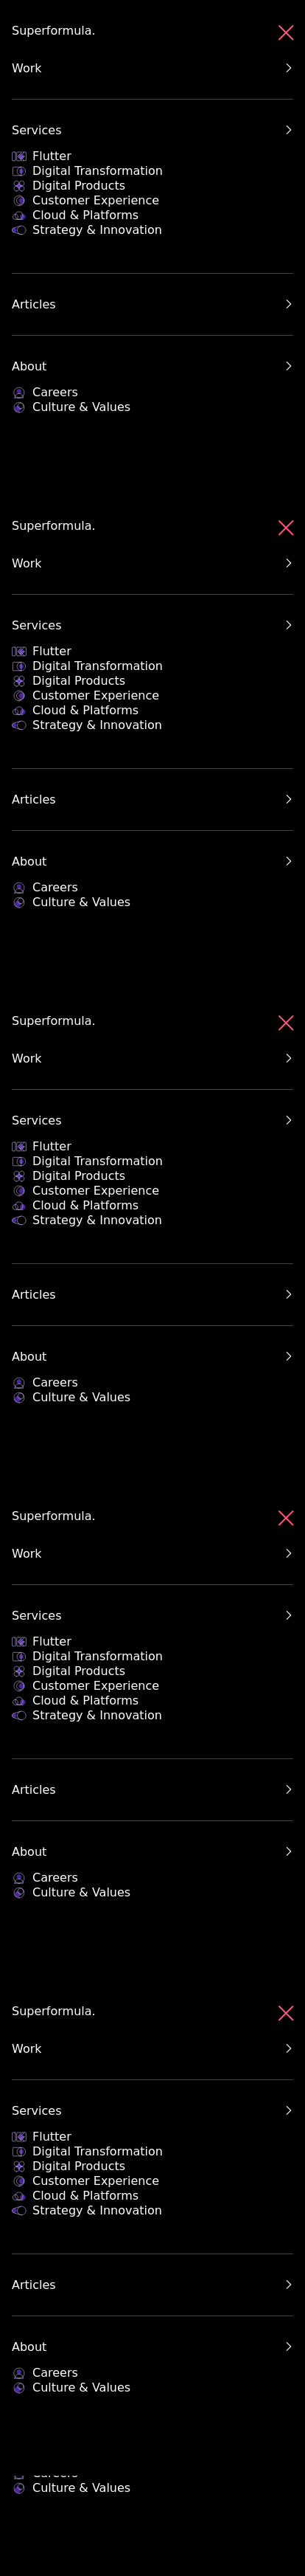 Superformula.
Work
Services
Flutter
Digital Transformation
Digital Products
Customer Experience
Cloud & Platforms
Strategy & Innovation
Articles
About
Careers
Culture & Values
Superformula.
Work
Services
Flutter
Digital Transformation
Digital Products
Customer Experience
Cloud & Platforms
Strategy & Innovation
Articles
About
Careers
Culture & Values
Superformula.
Work
Services
Flutter
Digital Transformation
Digital Products
Customer Experience
Cloud & Platforms
Strategy & Innovation
Articles
About
Careers
Culture & Values
Superformula.
Work
Services
Flutter
Digital Transformation
Digital Products
Customer Experience
Cloud & Platforms
Strategy & Innovation
Articles
About
Careers
Culture & Values
Superformula.
Work
Services
Flutter
Digital Transformation
Digital Products
Customer Experience
Cloud & Platforms
Strategy & Innovation
Articles
About
Careers
Culture & Values
Culture & Values